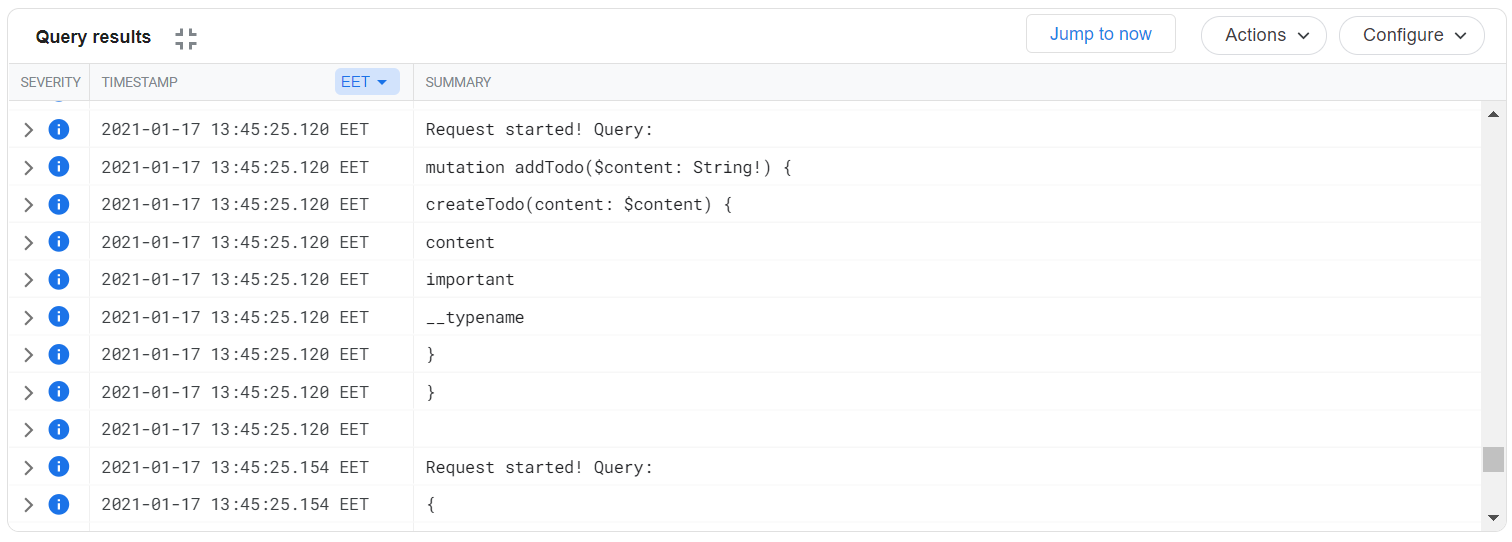 Query results Jump to now Actions Configure
SEVERITY TIMESTAMP EET SUMMARY
2021-01-17 13:45:25.120 EET Request started! Query:
2021-01-17 13:45:25.120 EET mutation addTodo($content: String!) {
2021-01-17 13:45:25.120 EET createTodo(content: $content) {
2021-01-17 13:45:25.120 EET content
2021-01-17 13:45:25.120 EET important
2021-01-17 13:45:25.120 EET __typename
2021-01-17 13:45:25.120 EET }
2021-01-17 13:45:25.120 EET }
2021-01-17 13:45:25.120 EET
2021-01-17 13:45:25.154 EET Request started! Query:
2021-01-17 13:45:25.154 EET {